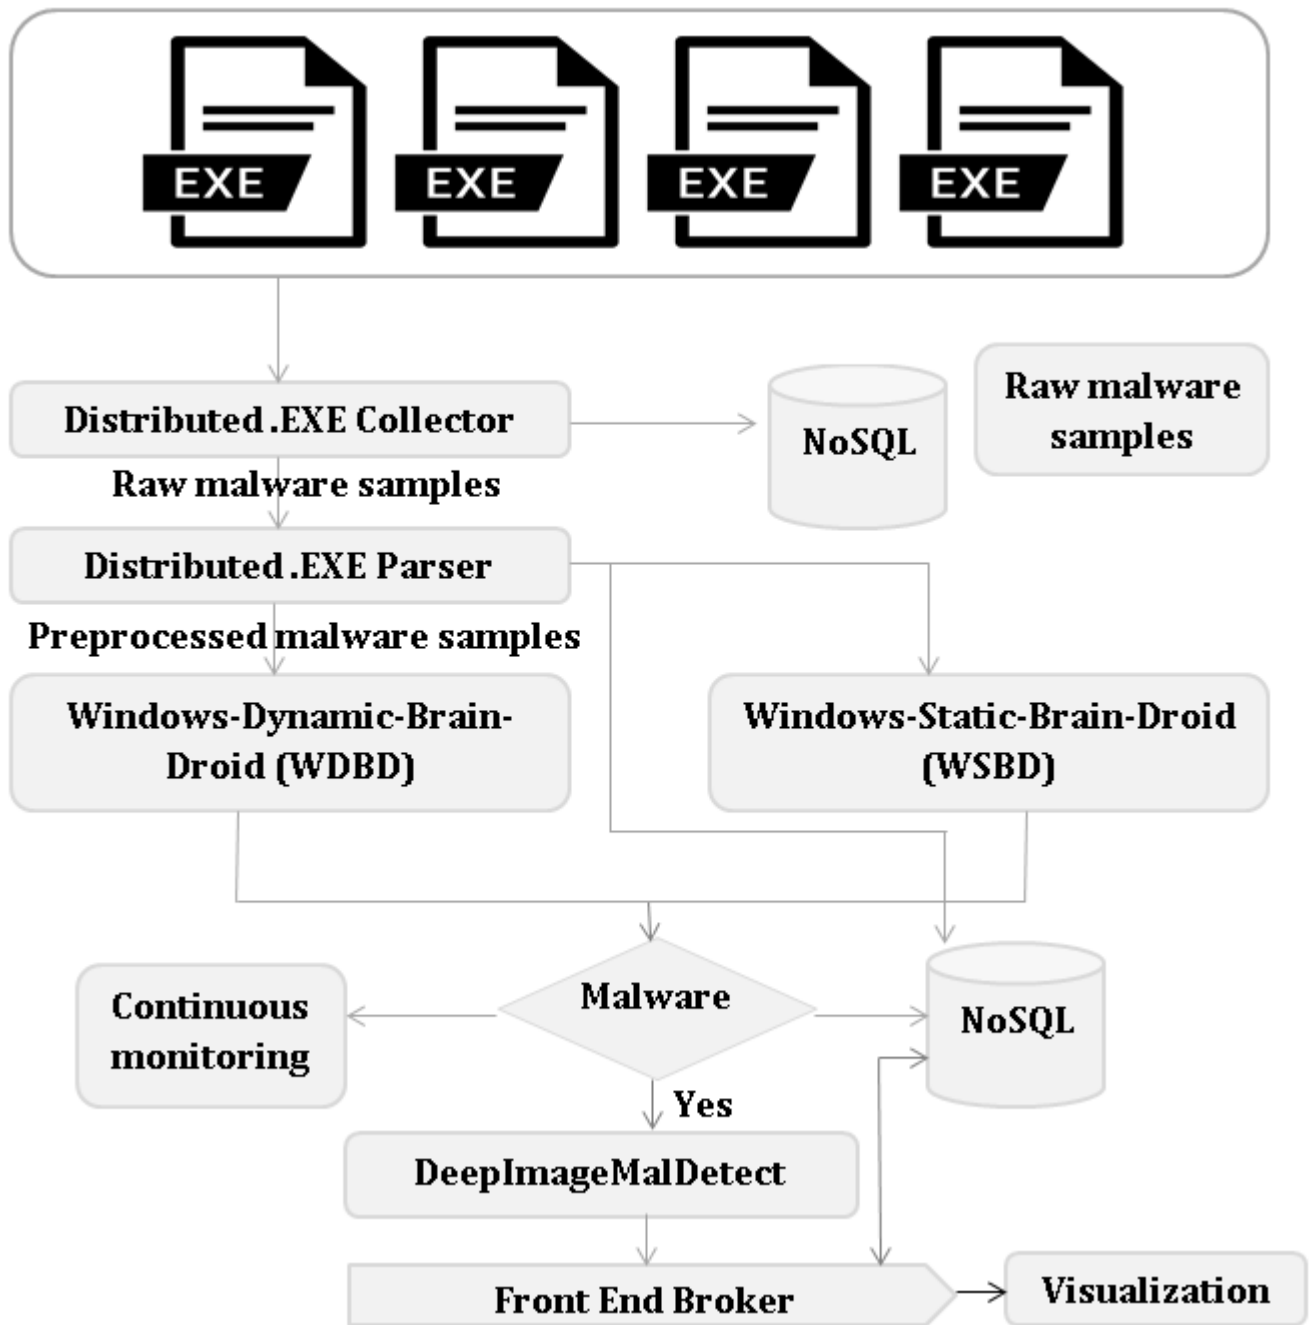 EXE
EXE
EXE
EXE
Distributed .EXE Collector
NoSQL
Raw malware
samples
Raw malware samples
Distributed .EXE Parser
Preprocessed malware samples
Windows-Dynamic-Brain-
Droid (WDBD)
Windows-Static-Brain-Droid
(WSBD)
Continuous
monitoring
Malware
NoSQL
Yes
DeepImageMalDetect
Front End Broker
Visualization